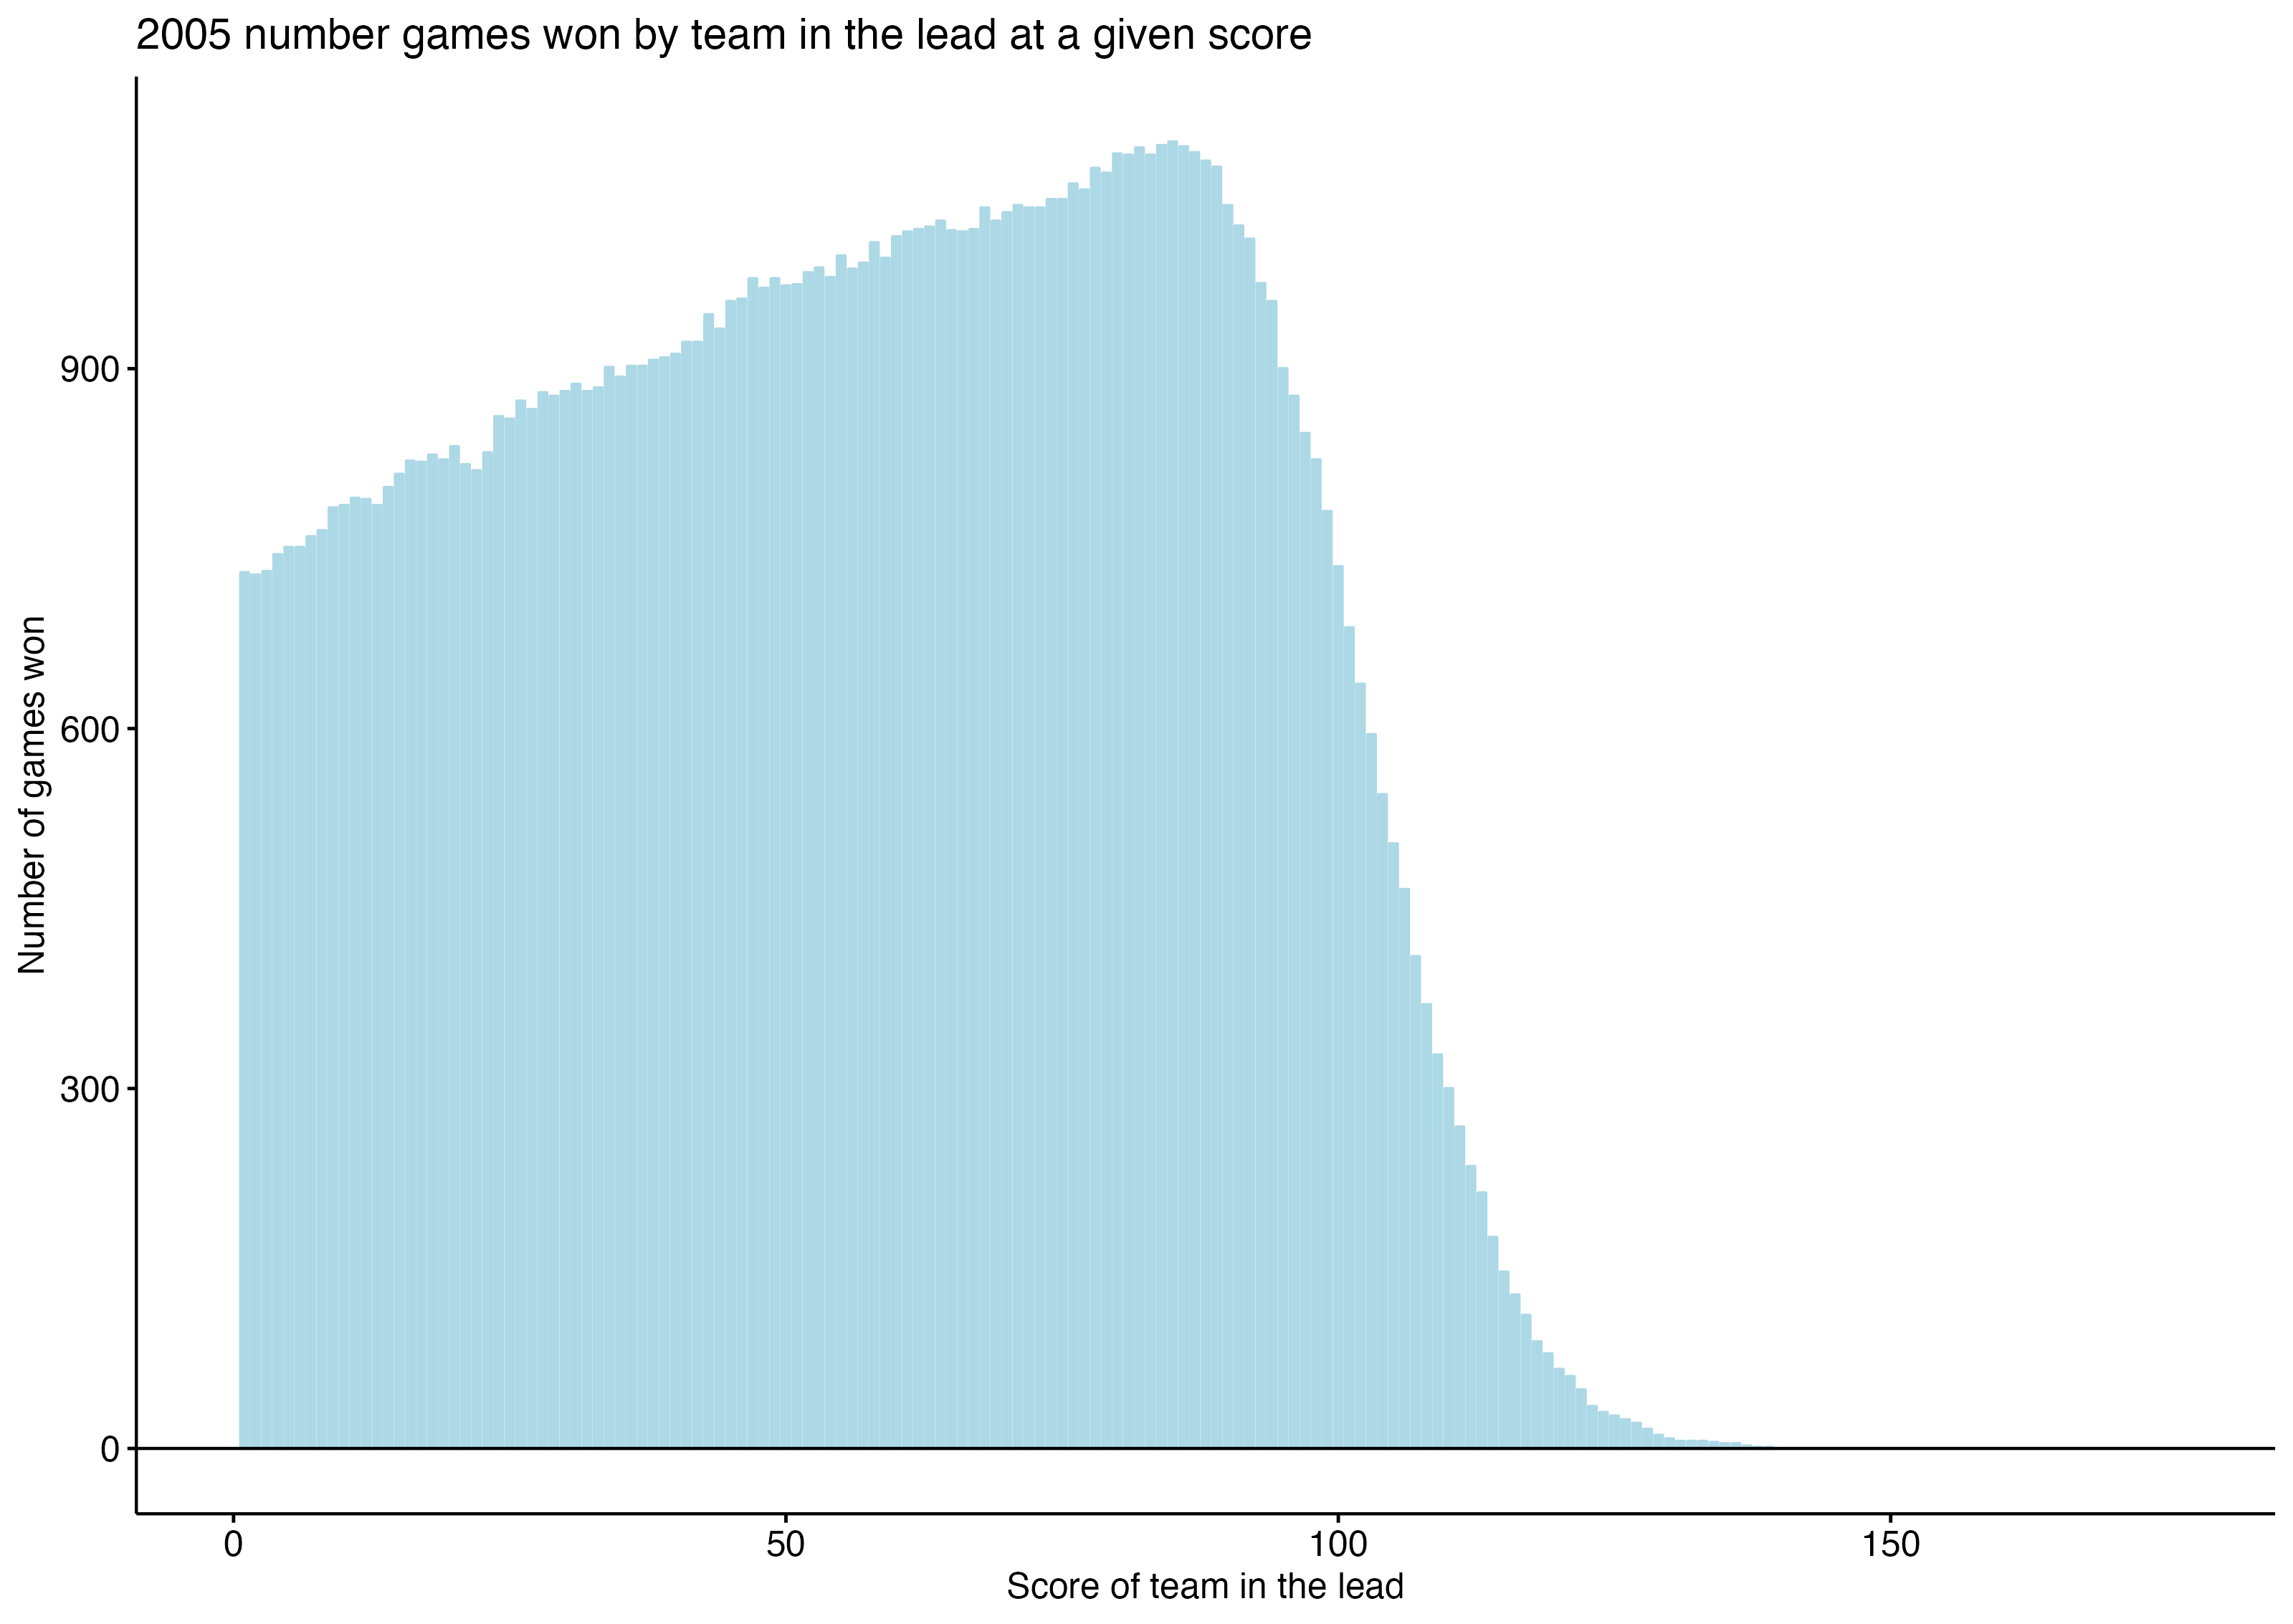 2005 number games won by team in the lead at a given score
Number of games won
900
600
300
0
0 50 100 150
Score of team in the lead